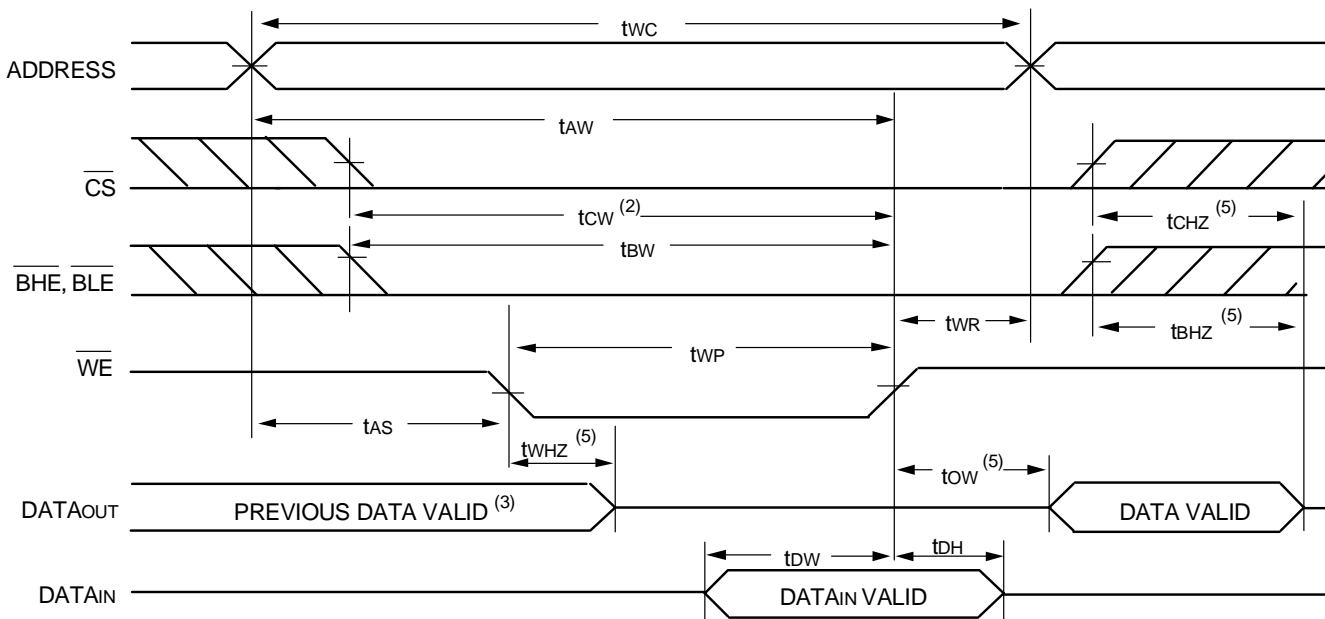 tWC
ADDRESS
tAW
CS
tCW (2)
tCHZ (5)
tBW
BHE, BLE
tWR
tBHZ (5)
tWP
WE
tAS
tWHZ (5)
tOW (5)
DATAOUT
PREVIOUS DATA VALID (3)
DATA VALID
tDW
tDH
DATAIN
DATAIN VALID